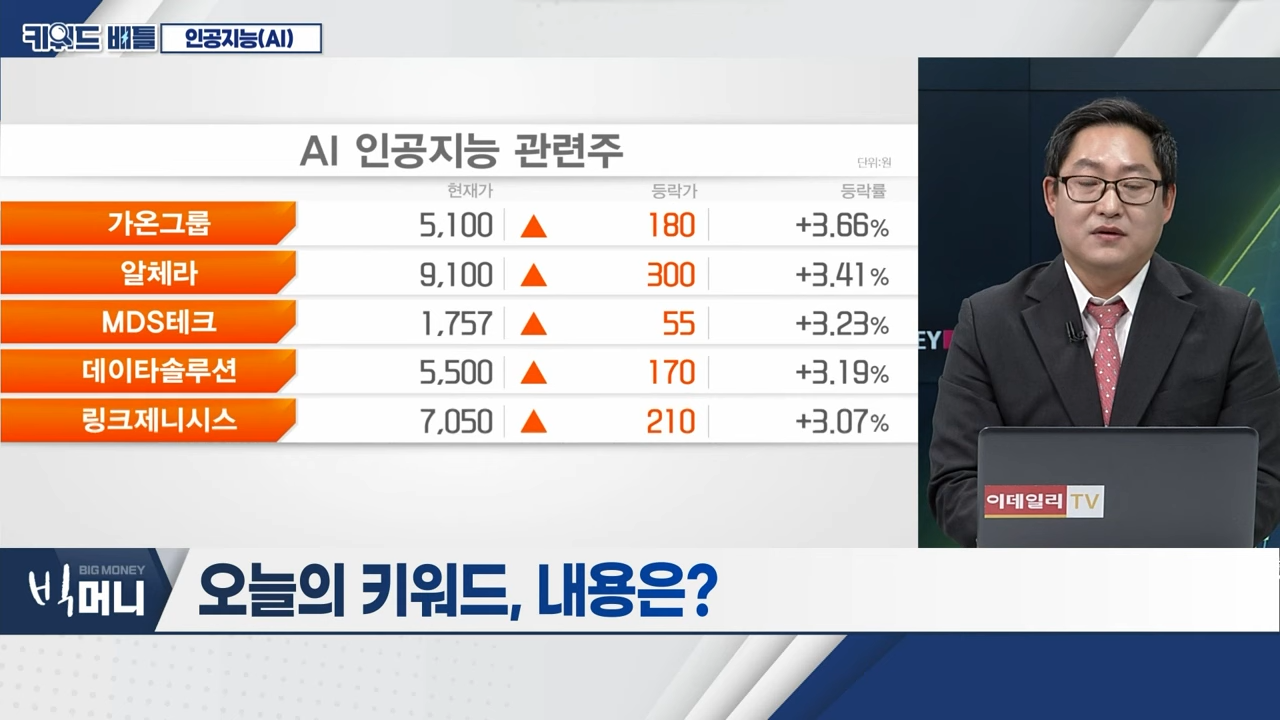 키워드 배틀 인공지능(AI)
AI 인공지능 관련주
단위:원
현재가 등락가 등락률
가온그룹 5,100 ▲ 180 +3.66%
알체라 9,100 ▲ 300 +3.41%
MDS테크 1,757 ▲ 55 +3.23%
데이타솔루션 5,500 ▲ 170 +3.19%
링크제니시스 7,050 ▲ 210 +3.07%
EY
이데일리 TV
BIG MONEY
빅머니
오늘의 키워드, 내용은?